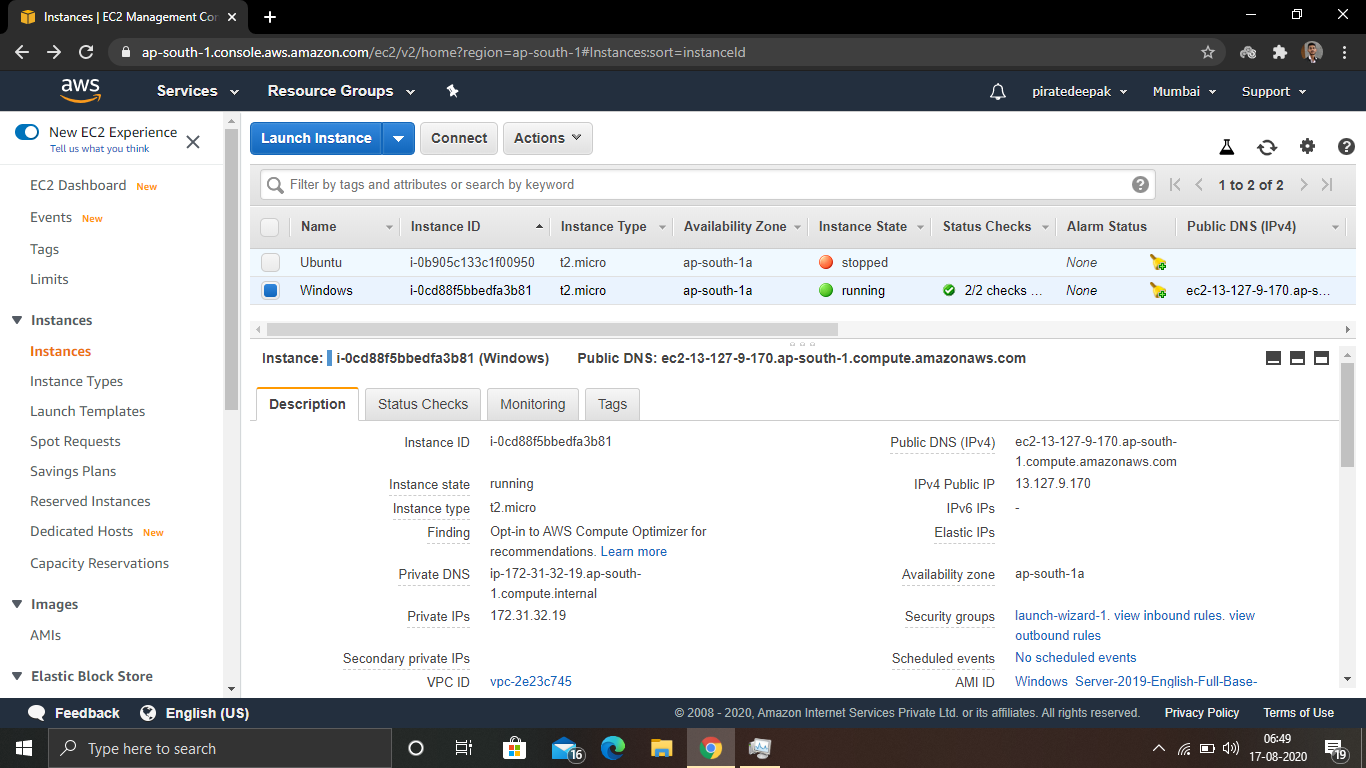 Instances | EC2 Management Con
ap-south-1.console.aws.amazon.com/ec2/v2/home?region=ap-south-1#Instances:sort=instanceId
aws Services Resource Groups piratedeepak Mumbai Support
New EC2 Experience
Tell us what you think
EC2 Dashboard New
Events New
Tags
Limits
Instances
Instances
Instance Types
Launch Templates
Spot Requests
Savings Plans
Reserved Instances
Dedicated Hosts New
Capacity Reservations
Images
AMIs
Elastic Block Store
Launch Instance Connect Actions
Filter by tags and attributes or search by keyword ? 1 to 2 of 2
Name Instance ID Instance Type Availability Zone Instance State Status Checks Alarm Status Public DNS (IPv4)
Ubuntu i-0b905c133c1f00950 t2.micro ap-south-1a stopped None
Windows i-0cd88f5bbedfa3b81 t2.micro ap-south-1a running 2/2 checks ... None ec2-13-127-9-170.ap-s...
Instance: i-0cd88f5bbedfa3b81 (Windows) Public DNS: ec2-13-127-9-170.ap-south-1.compute.amazonaws.com
Description Status Checks Monitoring Tags
Instance ID i-0cd88f5bbedfa3b81
Instance state running
Instance type t2.micro
Finding Opt-in to AWS Compute Optimizer for
recommendations. Learn more
Private DNS ip-172-31-32-19.ap-south-
1.compute.internal
Private IPs 172.31.32.19
Secondary private IPs
VPC ID vpc-2e23c745
Public DNS (IPv4) ec2-13-127-9-170.ap-south-
1.compute.amazonaws.com
IPv4 Public IP 13.127.9.170
IPv6 IPs -
Elastic IPs
Availability zone ap-south-1a
Security groups launch-wizard-1. view inbound rules. view
outbound rules
Scheduled events No scheduled events
AMI ID Windows_Server-2019-English-Full-Base-
Feedback English (US) © 2008 - 2020, Amazon Internet Services Private Ltd. or its affiliates. All rights reserved. Privacy Policy Terms of Use
Type here to search 16 06:49
17-08-2020 19